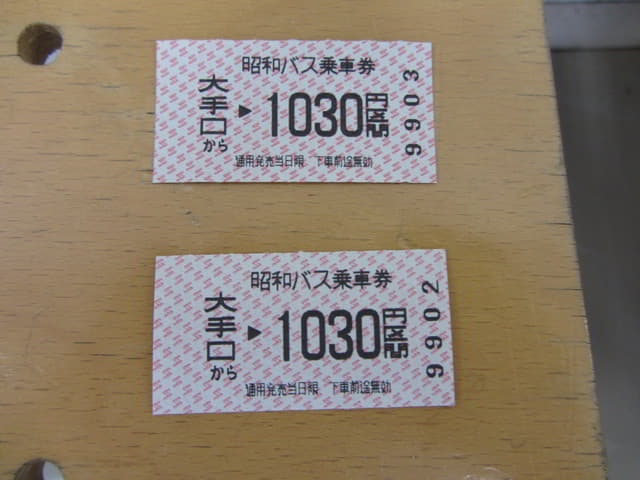 昭和バス乗車券
大手口から ▶ 1030円区間
通用発売当日限 下車前途無効
9903
昭和バス乗車券
大手口から ▶ 1030円区間
通用発売当日限 下車前途無効
9902